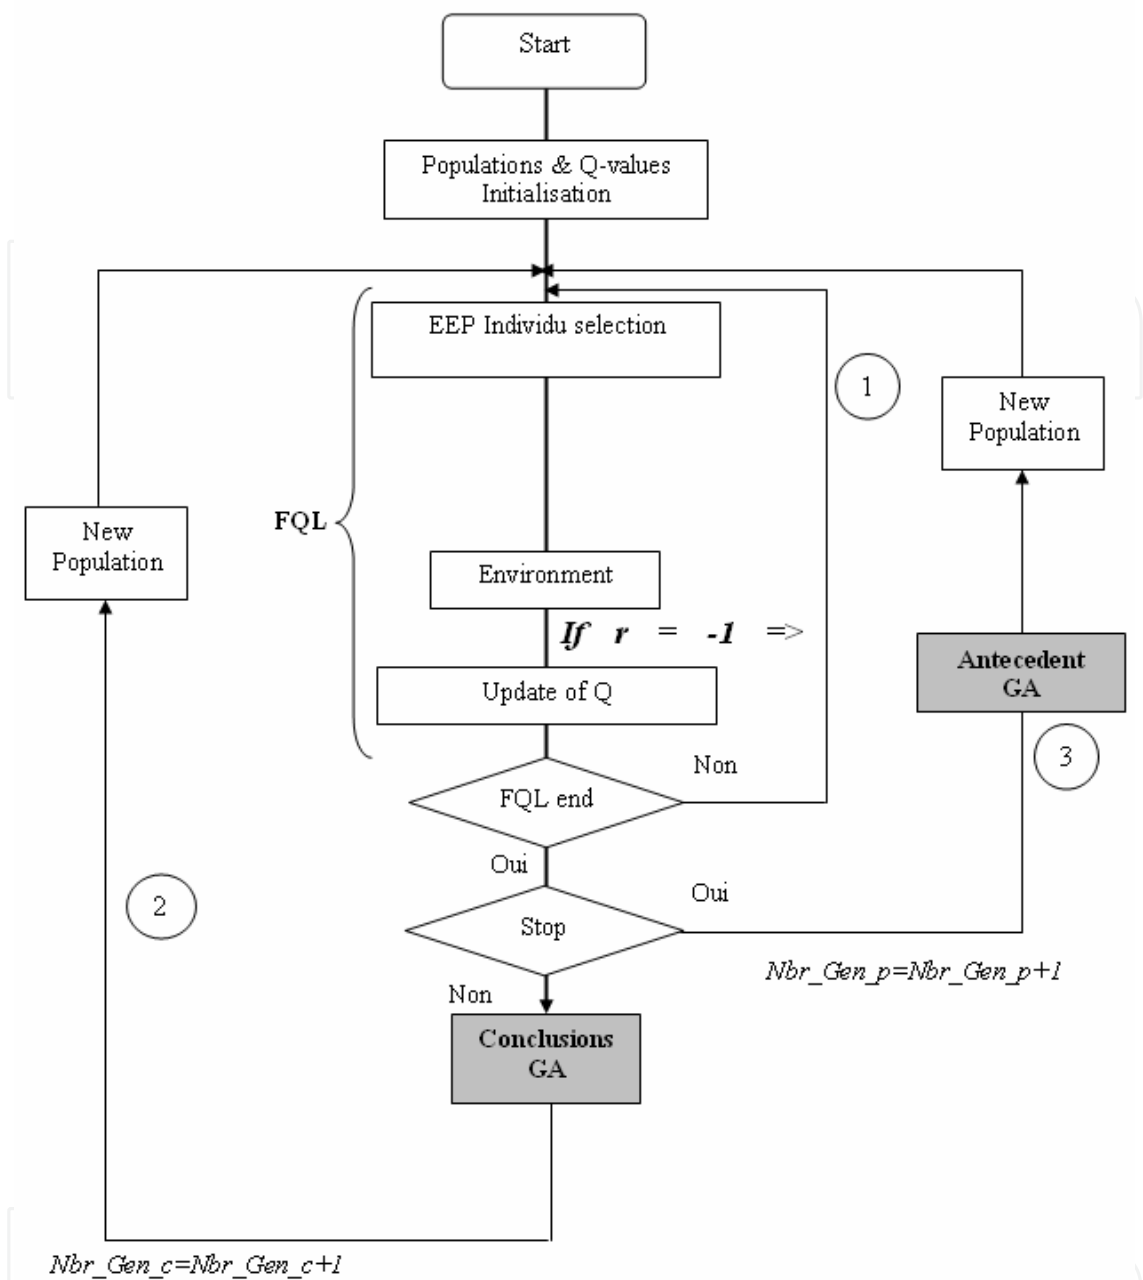 Start
Populations & Q-values
Initialisation
EEP Individu selection
1
New
Population
New
Population
FQL
Environment
If r = -1 =>
Antecedent
GA
Update of Q
3
Non
FQL end
Oui
2
Oui
Stop
Nbr_Gen_p=Nbr_Gen_p+1
Non
Conclusions
GA
Nbr_Gen_c=Nbr_Gen_c+1